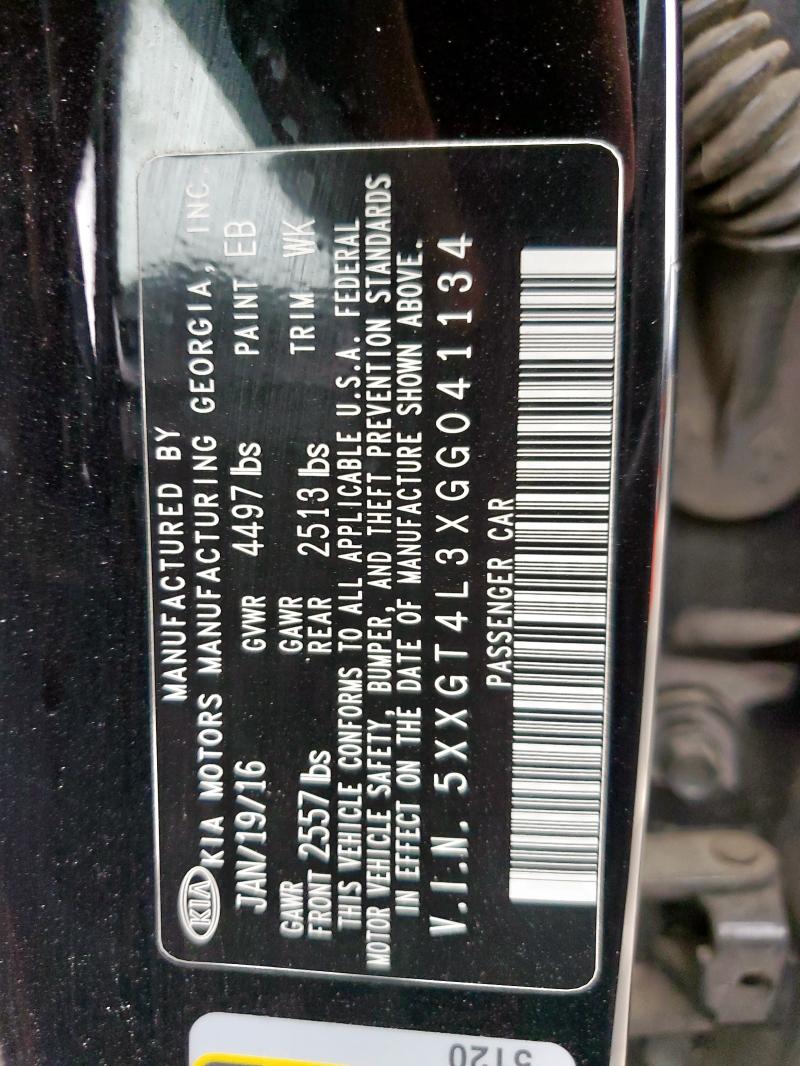 MANUFACTURED BY
KIA KIA MOTORS MANUFACTURING GEORGIA, INC.
JAN/19/16 GVWR 4497 lbs PAINT EB
GAWR FRONT 2557 lbs GAWR REAR 2513 lbs TRIM WK
THIS VEHICLE CONFORMS TO ALL APPLICABLE U.S.A. FEDERAL
MOTOR VEHICLE SAFETY, BUMPER, AND THEFT PREVENTION STANDARDS
IN EFFECT ON THE DATE OF MANUFACTURE SHOWN ABOVE.
V.I.N. 5XXGT4L3XGG041134
PASSENGER CAR
5120